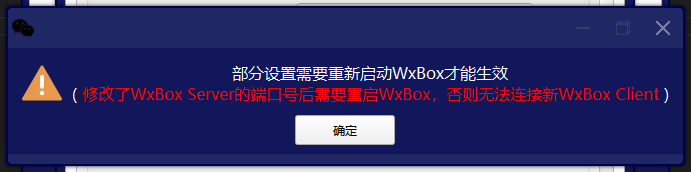 部分设置需要重新启动WxBox才能生效
( 修改了WxBox Server的端口号后需要重启WxBox，否则无法连接新WxBox Client )
确定